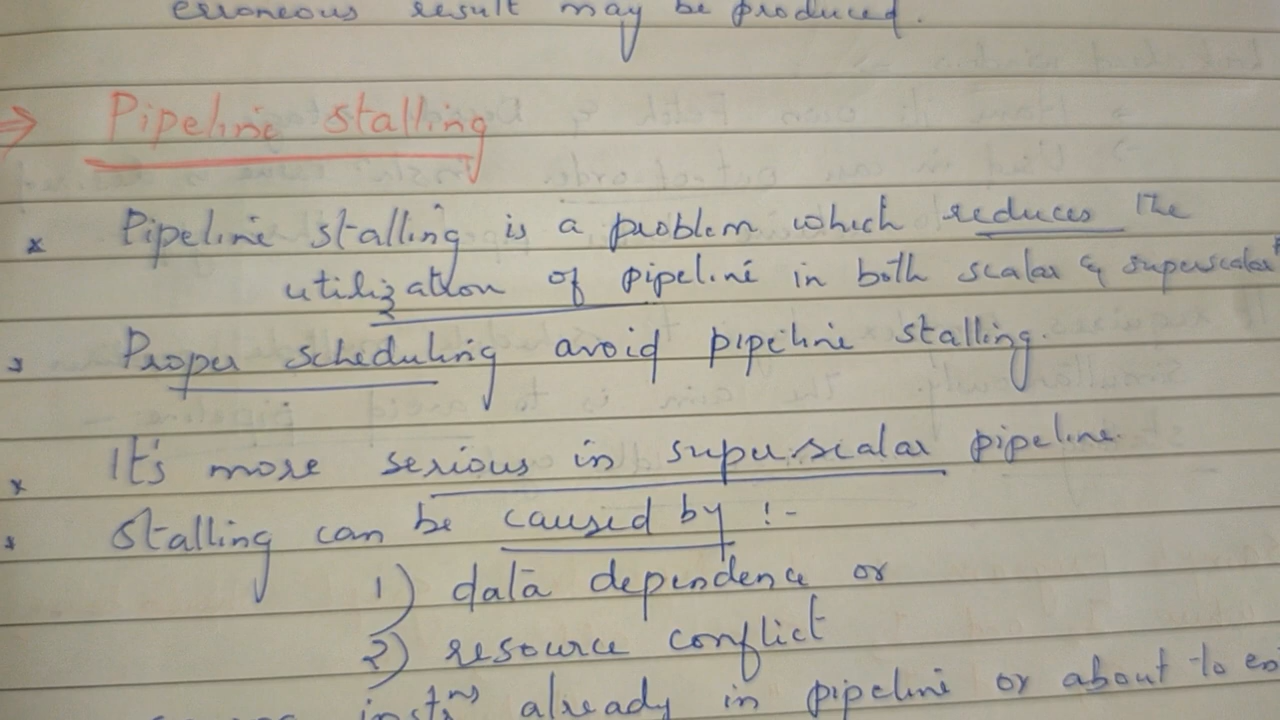 erroneous result may be produced.
⇒ Pipeline stalling
* Pipeline stalling is a problem which reduces the
utilization of pipeline in both scalar & superscalar
* Proper scheduling avoid pipeline stalling.
* It's more serious in superscalar pipeline.
* Stalling can be caused by :-
1) data dependence or
2) resource conflict
instrns already in pipeline or about to